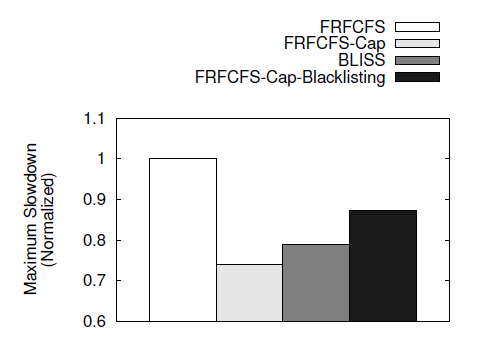 FRFCFS
FRFCFS-Cap
BLISS
FRFCFS-Cap-Blacklisting
Maximum Slowdown
(Normalized)
1.1
1
0.9
0.8
0.7
0.6